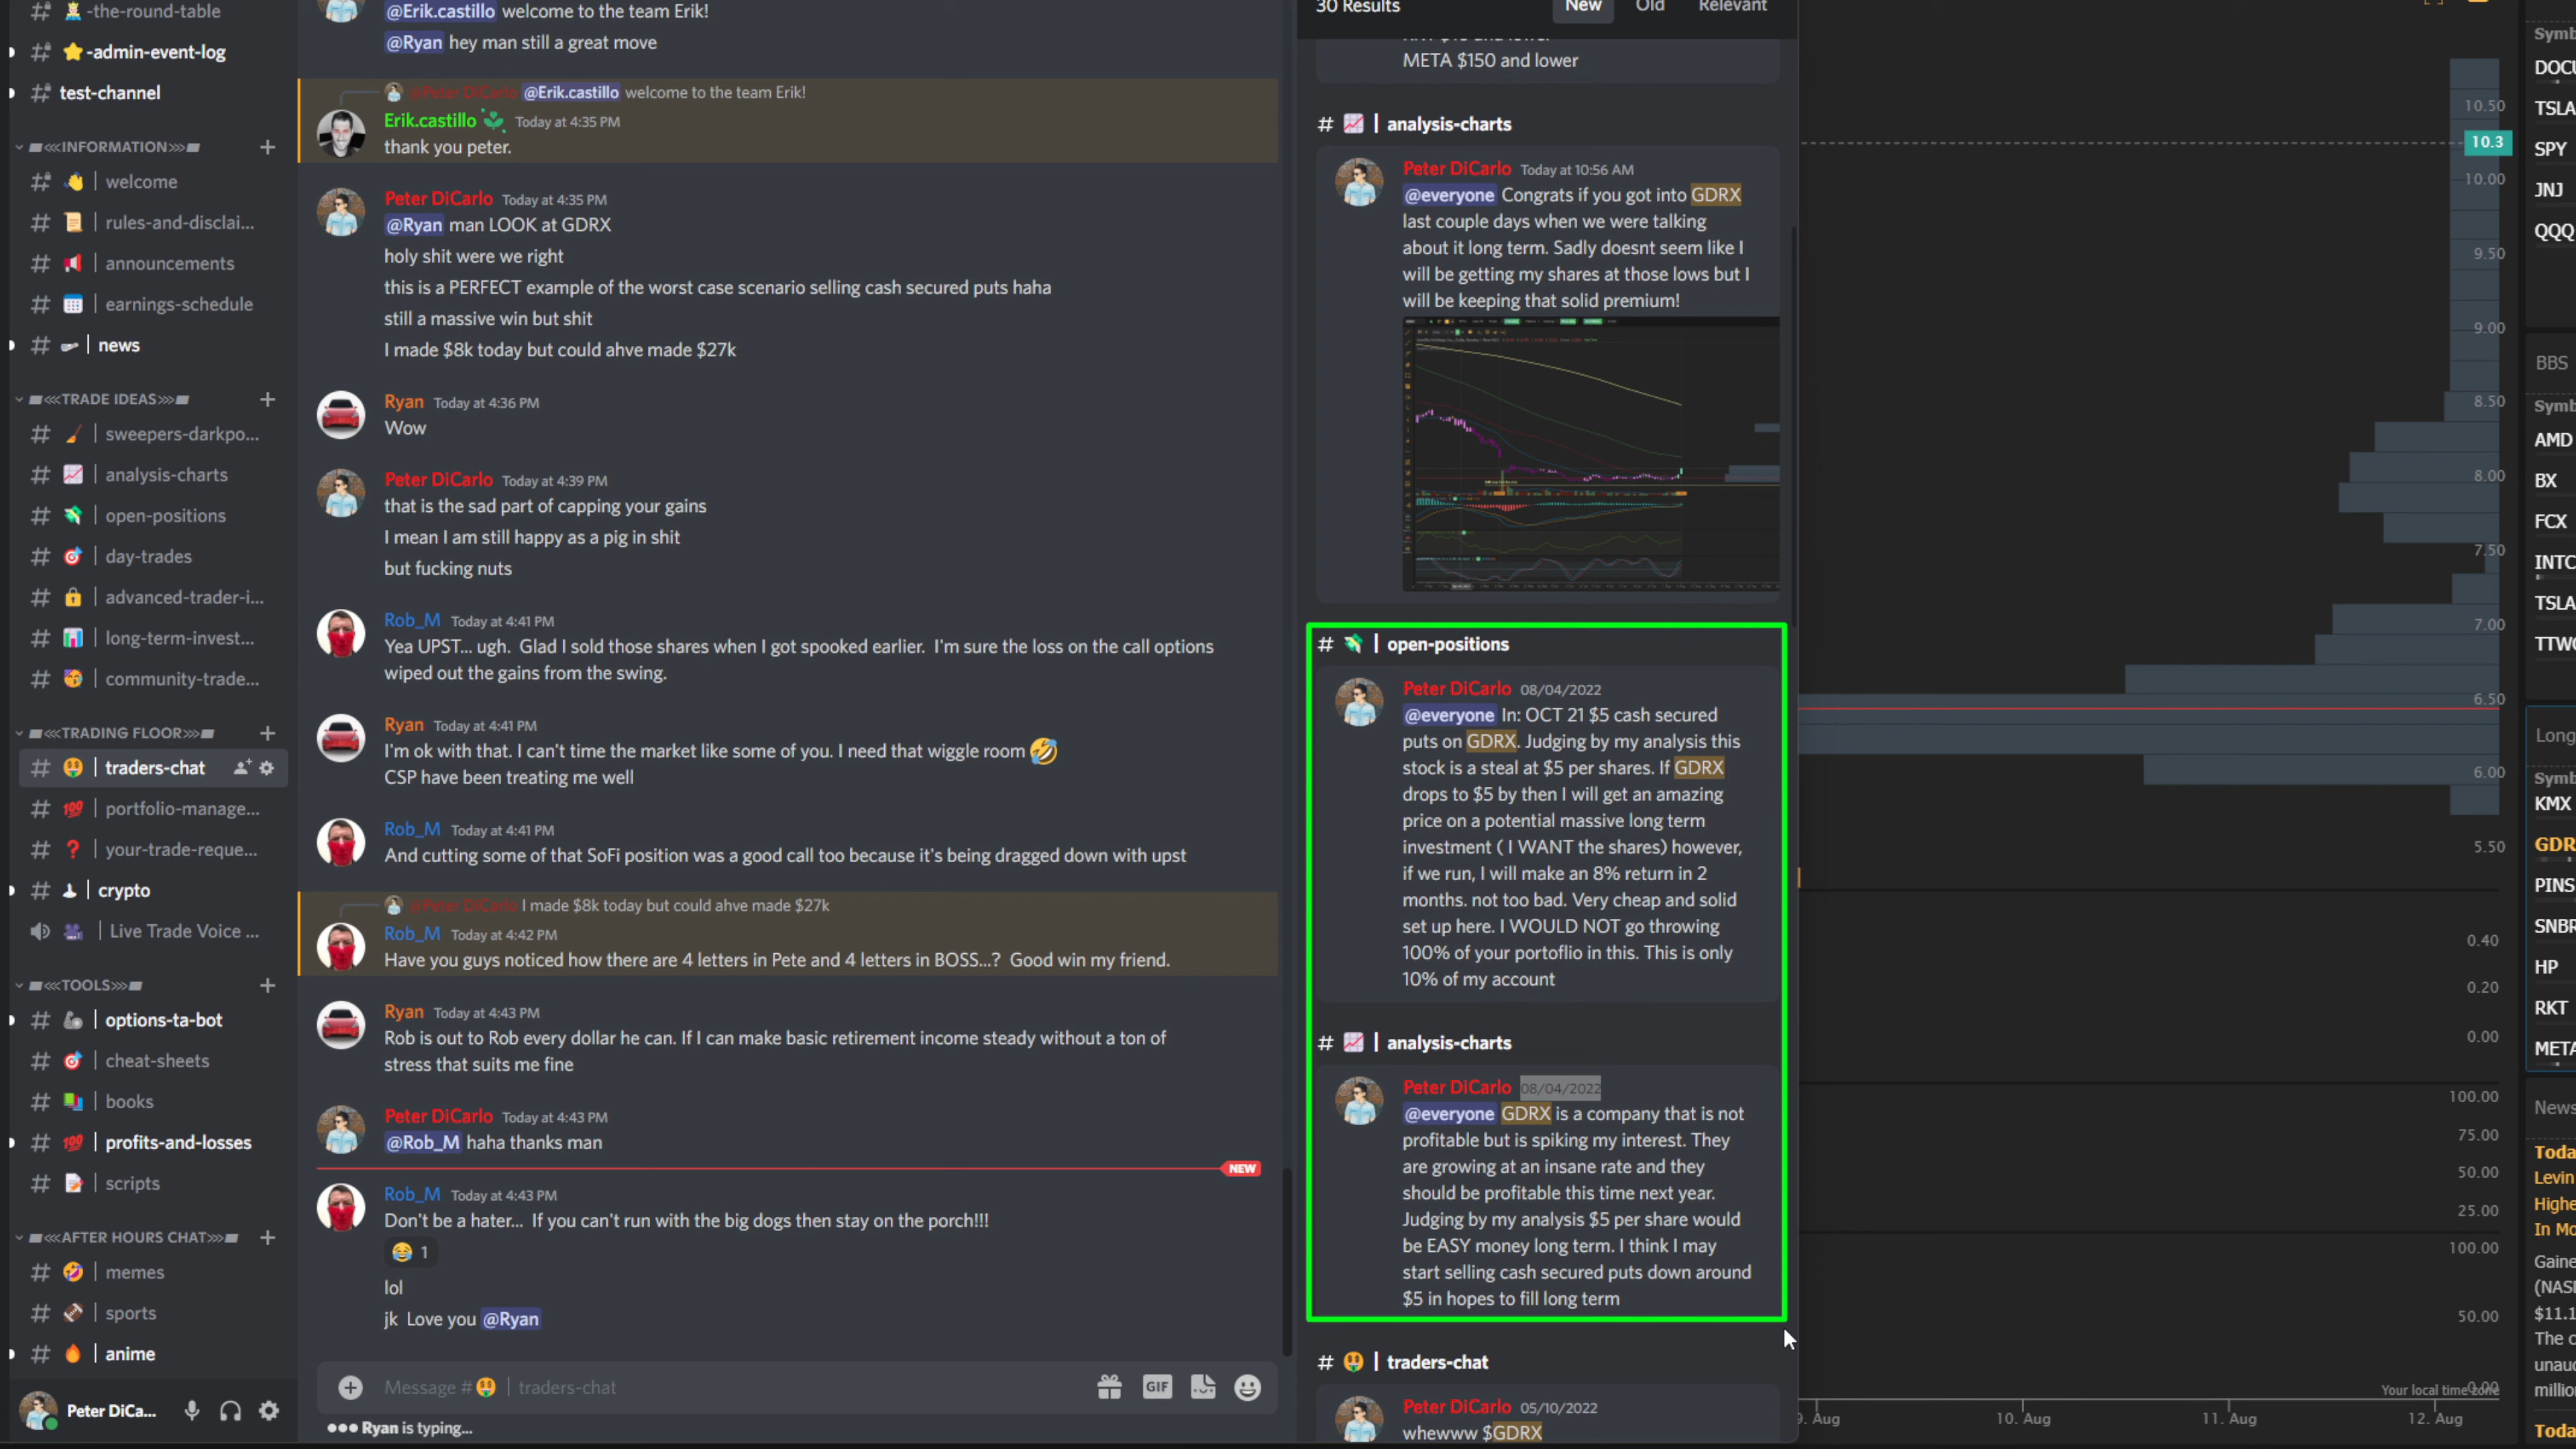 -the-round-table
-admin-event-log
test-channel
INFORMATION
welcome
rules-and-disclai...
announcements
earnings-schedule
news
TRADE IDEAS
sweepers-darkpo...
analysis-charts
open-positions
day-trades
advanced-trader-i...
long-term-invest...
community-trade...
TRADING FLOOR
traders-chat
portfolio-manage...
your-trade-reque...
crypto
Live Trade Voice ...
TOOLS
options-ta-bot
cheat-sheets
books
profits-and-losses
scripts
AFTER HOURS CHAT
memes
sports
anime
Peter DiCa...
@Erik.castillo welcome to the team Erik!
@Ryan hey man still a great move
@Peter DiCarlo @Erik.castillo welcome to the team Erik!
Erik.castillo Today at 4:35 PM
thank you peter.
Peter DiCarlo Today at 4:35 PM
@Ryan man LOOK at GDRX
holy shit were we right
this is a PERFECT example of the worst case scenario selling cash secured puts haha
still a massive win but shit
I made $8k today but could ahve made $27k
Ryan Today at 4:36 PM
Wow
Peter DiCarlo Today at 4:39 PM
that is the sad part of capping your gains
I mean I am still happy as a pig in shit
but fucking nuts
Rob_M Today at 4:41 PM
Yea UPST... ugh. Glad I sold those shares when I got spooked earlier. I'm sure the loss on the call options
wiped out the gains from the swing.
Ryan Today at 4:41 PM
I'm ok with that. I can't time the market like some of you. I need that wiggle room 🤣
CSP have been treating me well
Rob_M Today at 4:41 PM
And cutting some of that SoFi position was a good call too because it's being dragged down with upst
@Peter DiCarlo I made $8k today but could ahve made $27k
Rob_M Today at 4:42 PM
Have you guys noticed how there are 4 letters in Pete and 4 letters in BOSS...? Good win my friend.
Ryan Today at 4:43 PM
Rob is out to Rob every dollar he can. If I can make basic retirement income steady without a ton of
stress that suits me fine
Peter DiCarlo Today at 4:43 PM
@Rob_M haha thanks man
NEW
Rob_M Today at 4:43 PM
Don't be a hater... If you can't run with the big dogs then stay on the porch!!!
😂 1
lol
jk Love you @Ryan
Message # 🤑 | traders-chat
GIF
Ryan is typing...
30 Results New Old Relevant
META $150 and lower
# | analysis-charts
Peter DiCarlo Today at 10:56 AM
@everyone Congrats if you got into GDRX
last couple days when we were talking
about it long term. Sadly doesnt seem like I
will be getting my shares at those lows but I
will be keeping that solid premium!
# | open-positions
Peter DiCarlo 08/04/2022
@everyone In: OCT 21 $5 cash secured
puts on GDRX. Judging by my analysis this
stock is a steal at $5 per shares. If GDRX
drops to $5 by then I will get an amazing
price on a potential massive long term
investment ( I WANT the shares) however,
if we run, I will make an 8% return in 2
months. not too bad. Very cheap and solid
set up here. I WOULD NOT go throwing
100% of your portoflio in this. This is only
10% of my account
# | analysis-charts
Peter DiCarlo 08/04/2022
@everyone GDRX is a company that is not
profitable but is spiking my interest. They
are growing at an insane rate and they
should be profitable this time next year.
Judging by my analysis $5 per share would
be EASY money long term. I think I may
start selling cash secured puts down around
$5 in hopes to fill long term
# | traders-chat
Peter DiCarlo 05/10/2022
whewww $GDRX
10.50
10.3
10.00
9.50
9.00
8.50
8.00
7.50
7.00
6.50
6.00
5.50
0.40
0.20
0.00
100.00
75.00
50.00
25.00
100.00
50.00
0.00
Your local time zone
9. Aug 10. Aug 11. Aug 12. Aug
Symb
DOCU
TSLA
SPY
JNJ
QQQ
BBS
Symb
AMD
BX
FCX
INTC
TSLA
TTWO
Long
Symb
KMX
GDR
PINS
SNBR
HP
RKT
META
News
Toda
Levin
Highe
In Mo
Gaine
(NASI
$11.1
The c
unaud
millio
Toda